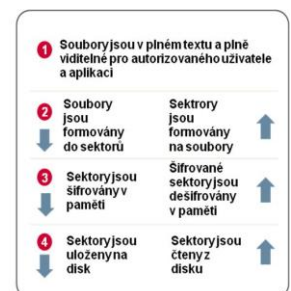 1 Soubory jsou v plném textu a plně
viditelné pro autorizovaného uživatele
a aplikaci
2 Soubory
jsou
formovány
do sektorů
Sektrory
jsou
formovány
na soubory
3 Sektory jsou
šifrovány v
paměti
Šifrované
sektory jsou
dešifrovány
v paměti
4 Sektory jsou
uloženy na
disk
Sektory jsou
čteny z
disku